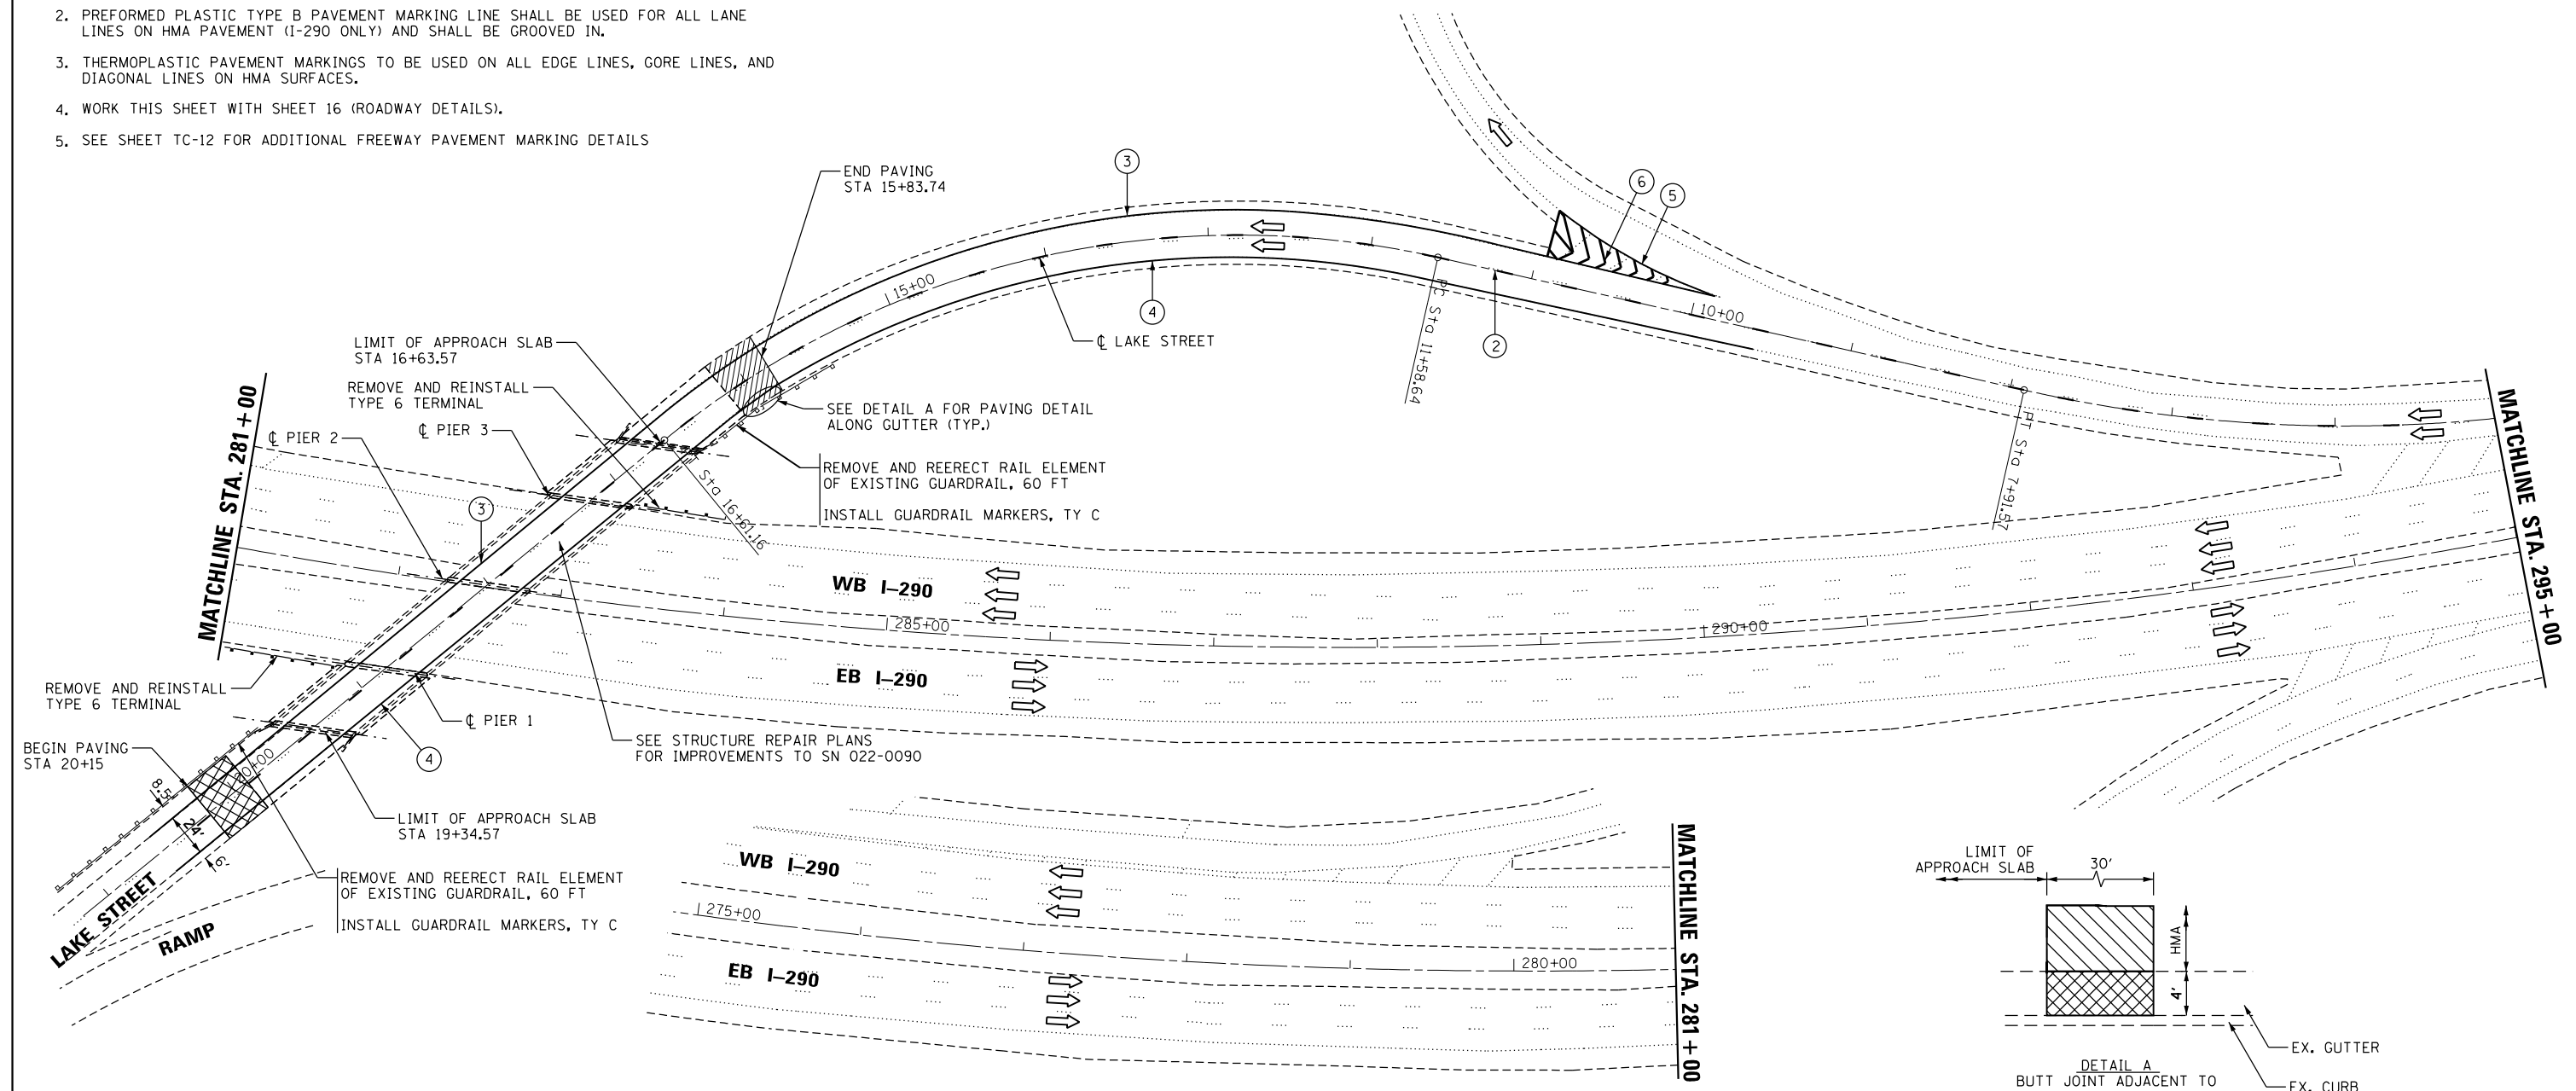 2. PREFORMED PLASTIC TYPE B PAVEMENT MARKING LINE SHALL BE USED FOR ALL LANE
LINES ON HMA PAVEMENT (I-290 ONLY) AND SHALL BE GROOVED IN.
3. THERMOPLASTIC PAVEMENT MARKINGS TO BE USED ON ALL EDGE LINES, GORE LINES, AND
DIAGONAL LINES ON HMA SURFACES.
4. WORK THIS SHEET WITH SHEET 16 (ROADWAY DETAILS).
5. SEE SHEET TC-12 FOR ADDITIONAL FREEWAY PAVEMENT MARKING DETAILS
END PAVING
STA 15+83.74
3
6
5
15+00
4
℄ LAKE STREET
PC Sta 11+58.64
2
10+00
PT Sta 7+91.57
LIMIT OF APPROACH SLAB
STA 16+63.57
REMOVE AND REINSTALL
TYPE 6 TERMINAL
℄ PIER 2
℄ PIER 3
SEE DETAIL A FOR PAVING DETAIL
ALONG GUTTER (TYP.)
REMOVE AND REERECT RAIL ELEMENT
OF EXISTING GUARDRAIL, 60 FT
INSTALL GUARDRAIL MARKERS, TY C
Sta 16+61.16
MATCHLINE STA. 281+00
MATCHLINE STA. 295+00
3
WB I-290
285+00
290+00
EB I-290
REMOVE AND REINSTALL
TYPE 6 TERMINAL
℄ PIER 1
4
SEE STRUCTURE REPAIR PLANS
FOR IMPROVEMENTS TO SN 022-0090
BEGIN PAVING
STA 20+15
20+00
8.5'
24'
6'
LIMIT OF APPROACH SLAB
STA 19+34.57
REMOVE AND REERECT RAIL ELEMENT
OF EXISTING GUARDRAIL, 60 FT
INSTALL GUARDRAIL MARKERS, TY C
LAKE STREET
RAMP
WB I-290
275+00
280+00
EB I-290
MATCHLINE STA. 281+00
LIMIT OF
APPROACH SLAB
30'
HMA
4'
EX. GUTTER
EX. CURB
DETAIL A
BUTT JOINT ADJACENT TO